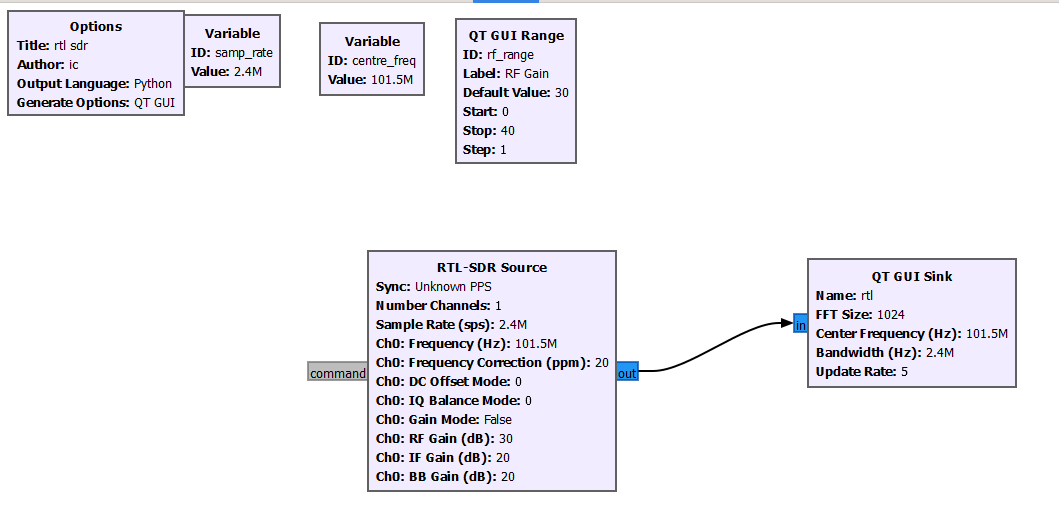 Options
Title: rtl sdr
Author: ic
Output Language: Python
Generate Options: QT GUI
Variable
ID: samp_rate
Value: 2.4M
Variable
ID: centre_freq
Value: 101.5M
QT GUI Range
ID: rf_range
Label: RF Gain
Default Value: 30
Start: 0
Stop: 40
Step: 1
RTL-SDR Source
Sync: Unknown PPS
Number Channels: 1
Sample Rate (sps): 2.4M
Ch0: Frequency (Hz): 101.5M
Ch0: Frequency Correction (ppm): 20
Ch0: DC Offset Mode: 0
Ch0: IQ Balance Mode: 0
Ch0: Gain Mode: False
Ch0: RF Gain (dB): 30
Ch0: IF Gain (dB): 20
Ch0: BB Gain (dB): 20
command
out
QT GUI Sink
Name: rtl
FFT Size: 1024
Center Frequency (Hz): 101.5M
Bandwidth (Hz): 2.4M
Update Rate: 5
in